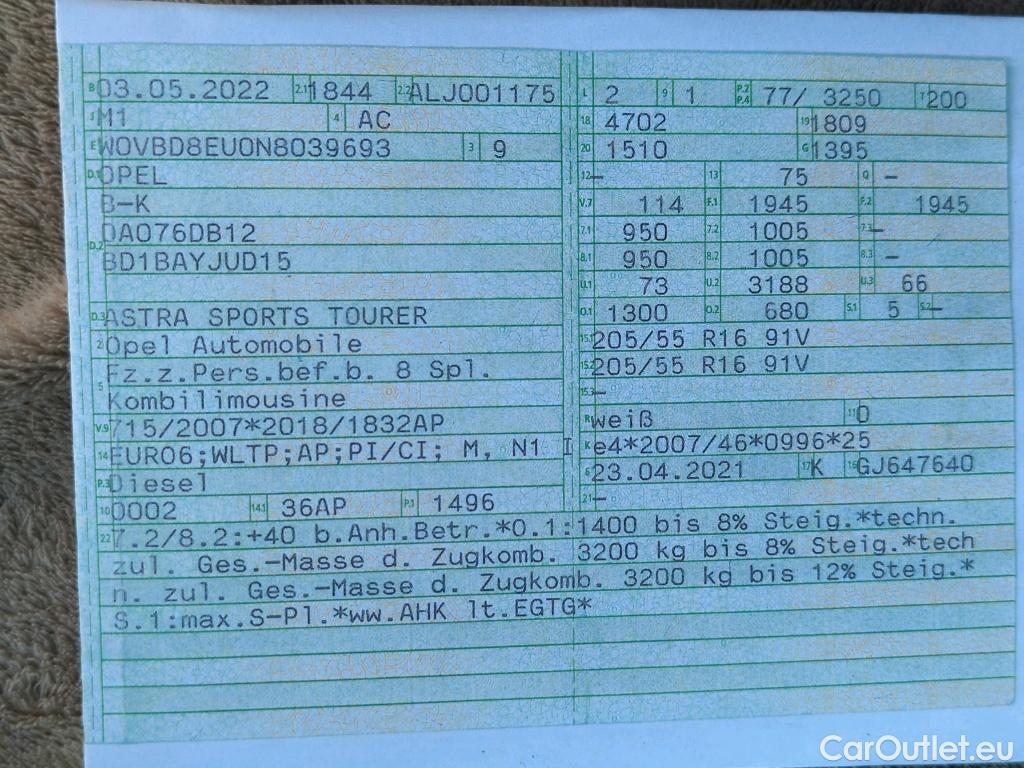 B 03.05.2022 2.1 1844 2.2 ALJ001175
J M1 4 AC
E W0VBD8EU0N8039693 3 9
D.1 OPEL
B-K
D.2 DA076DB12
BD1BAYJUD15
D.3 ASTRA SPORTS TOURER
2 Opel Automobile
5 Fz.z.Pers.bef.b. 8 Spl.
Kombilimousine
V.9 715/2007*2018/1832AP
14 EURO6;WLTP;AP;PI/CI; M, N1 I
P.3 Diesel
10 0002 14.1 36AP P.1 1496
L 2 9 1 P.2 P.4 77/ 3250 T 200
18 4702 19 1809
20 1510 G 1395
12 – 13 75 Q –
V.7 114 F.1 1945 F.2 1945
7.1 950 7.2 1005 7.3 –
8.1 950 8.2 1005 8.3 –
U.1 73 U.2 3188 U.3 66
O.1 1300 O.2 680 S.1 5 S.2 –
15.1 205/55 R16 91V
15.2 205/55 R16 91V
15.3 –
R weiß 11 0
K e4*2007/46*0996*25
6 23.04.2021 17 K 16 GJ647640
21 –
22 7.2/8.2:+40 b.Anh.Betr.*O.1:1400 bis 8% Steig.*techn.
zul. Ges.-Masse d. Zugkomb. 3200 kg bis 8% Steig.*tech
n. zul. Ges.-Masse d. Zugkomb. 3200 kg bis 12% Steig.*
S.1:max.S-Pl.*ww.AHK lt.EGTG*
CarOutlet.eu